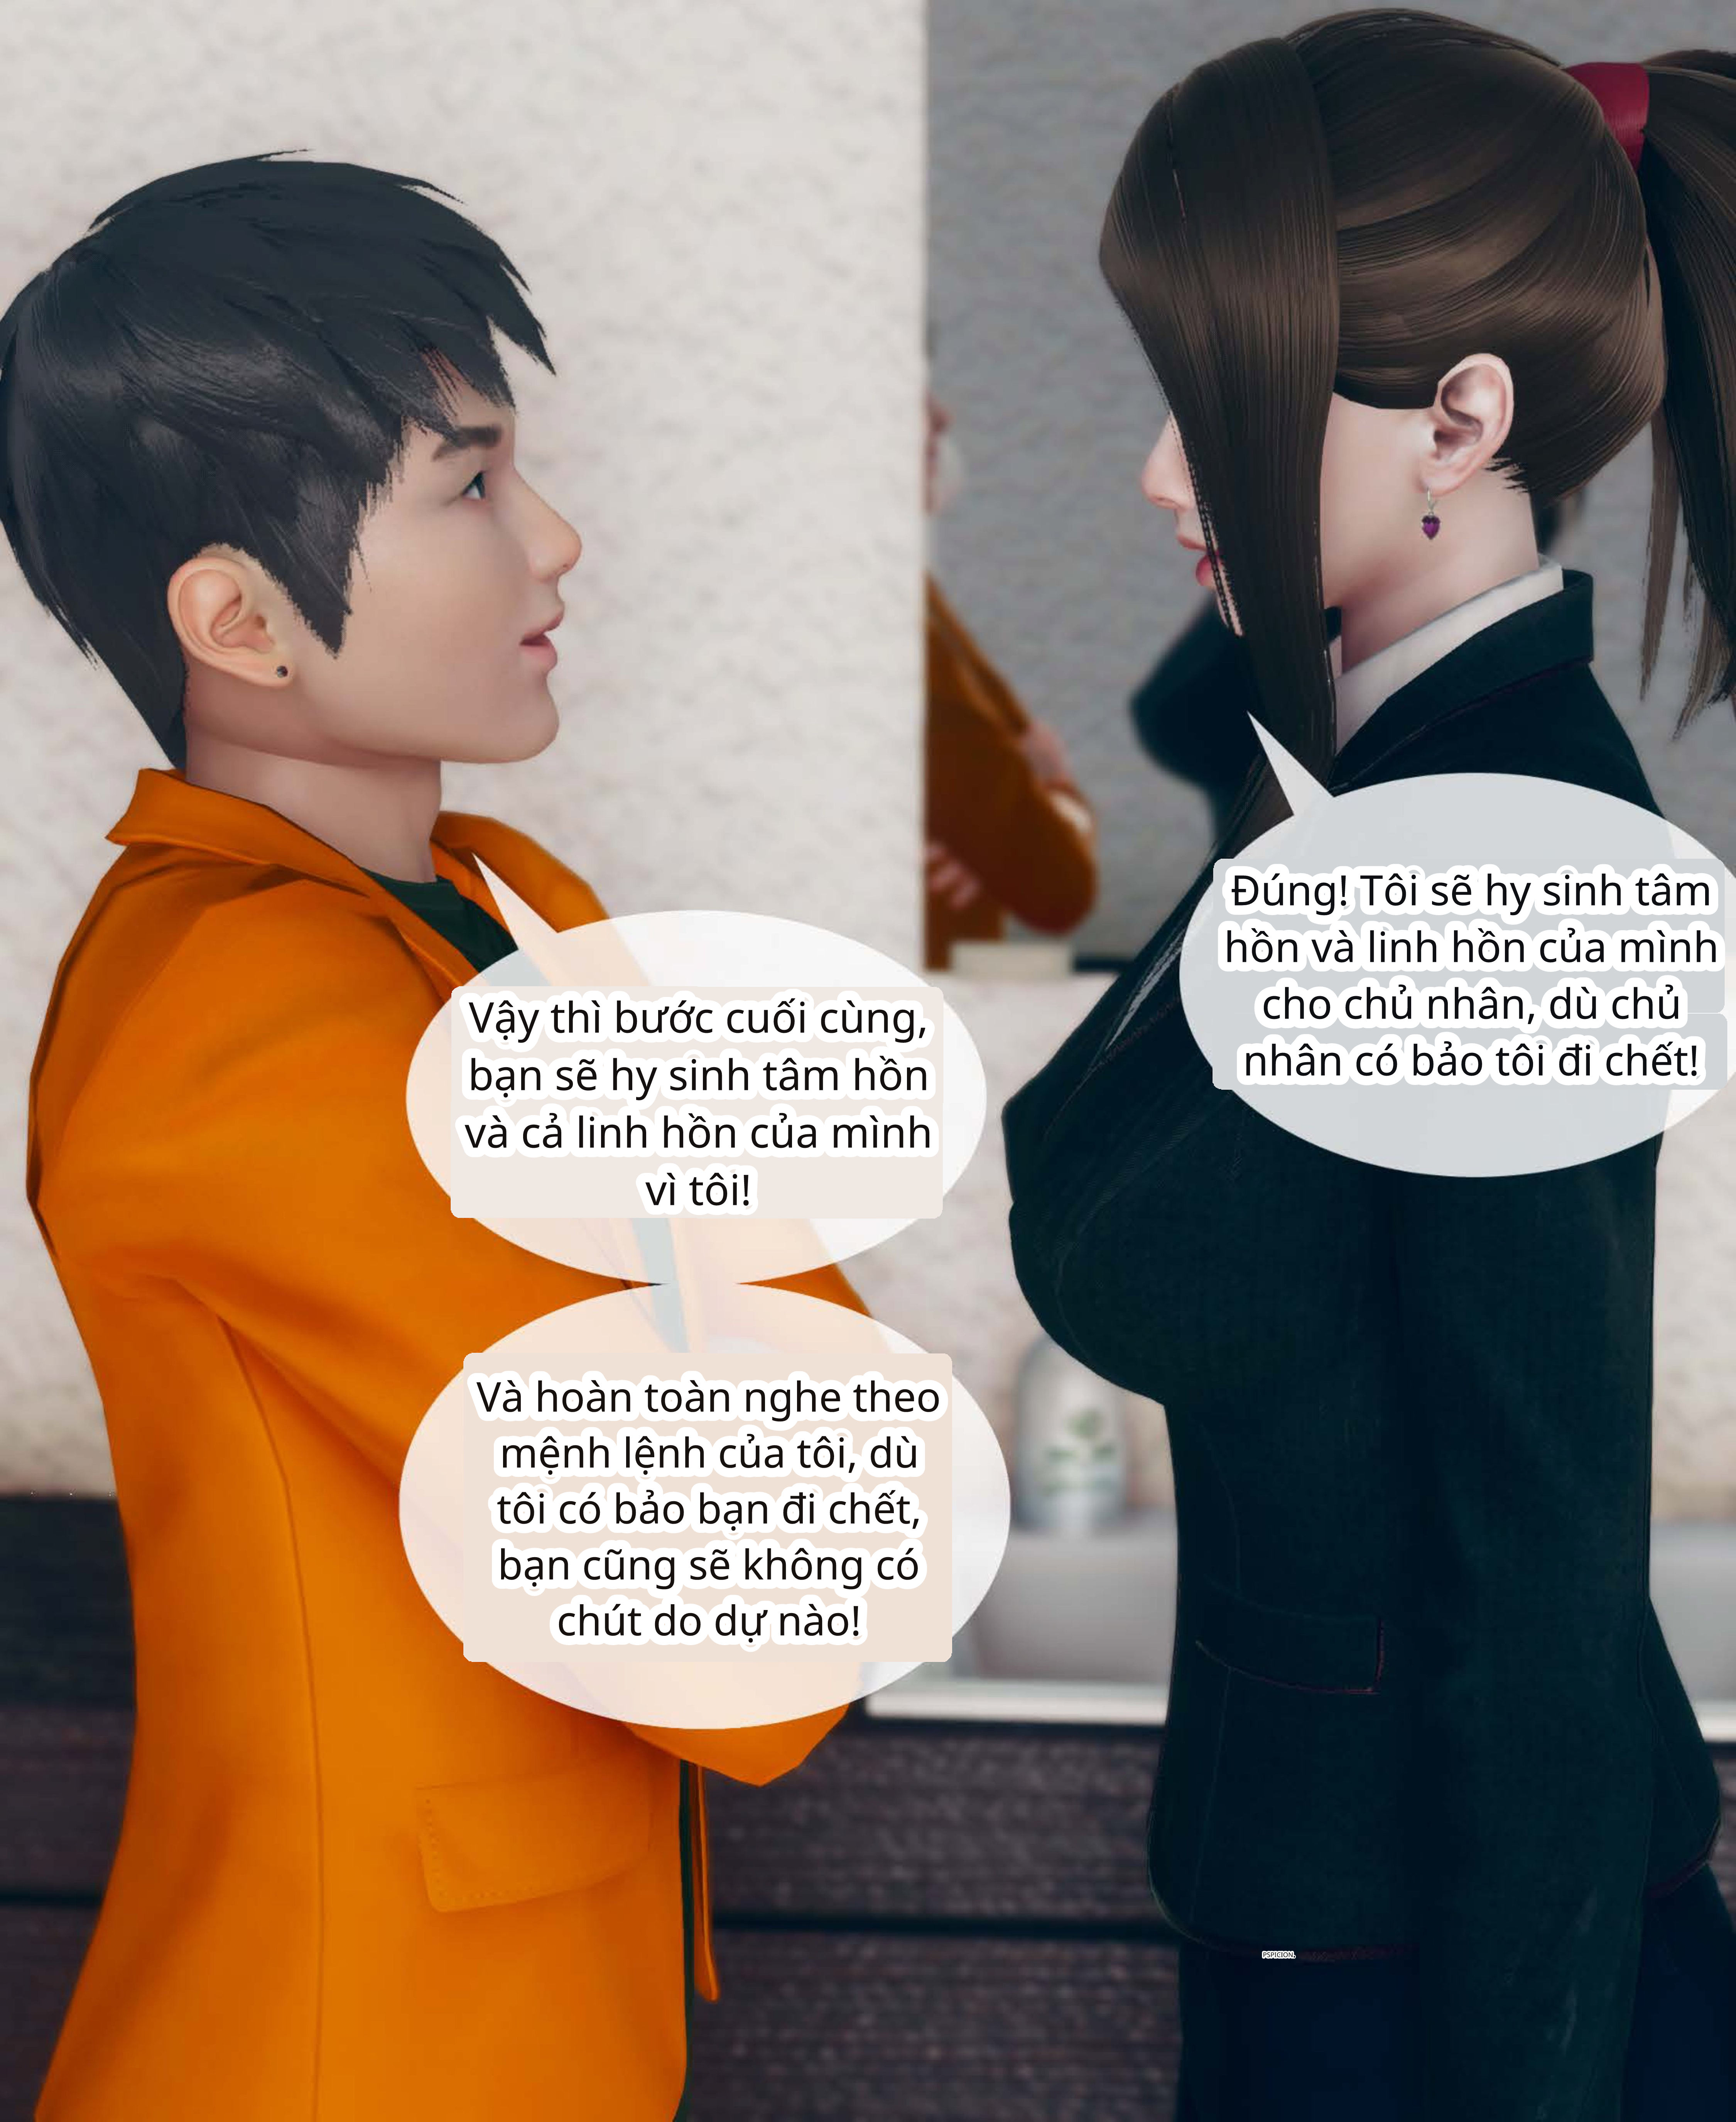 Vậy thì bước cuối cùng,
bạn sẽ hy sinh tâm hồn
và cả linh hồn của mình
vì tôi!
Và hoàn toàn nghe theo
mệnh lệnh của tôi, dù
tôi có bảo bạn đi chết,
bạn cũng sẽ không có
chút do dự nào!
Đúng! Tôi sẽ hy sinh tâm
hồn và linh hồn của mình
cho chủ nhân, dù chủ
nhân có bảo tôi đi chết!
PSPICION,